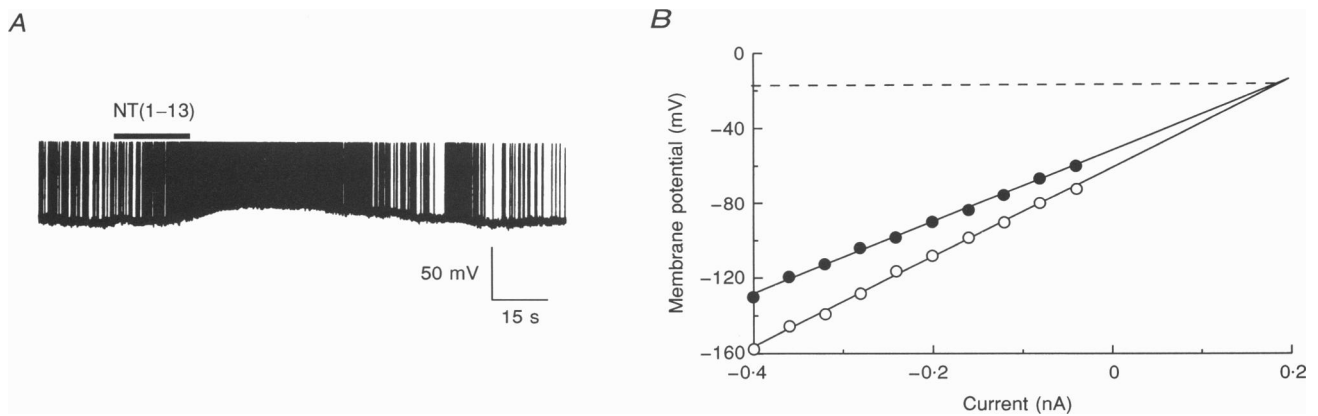 A
NT(1–13)
50 mV
15 s
B
Membrane potential (mV)
0
−40
−80
−120
−160
−0·4
−0·2
0
0·2
Current (nA)